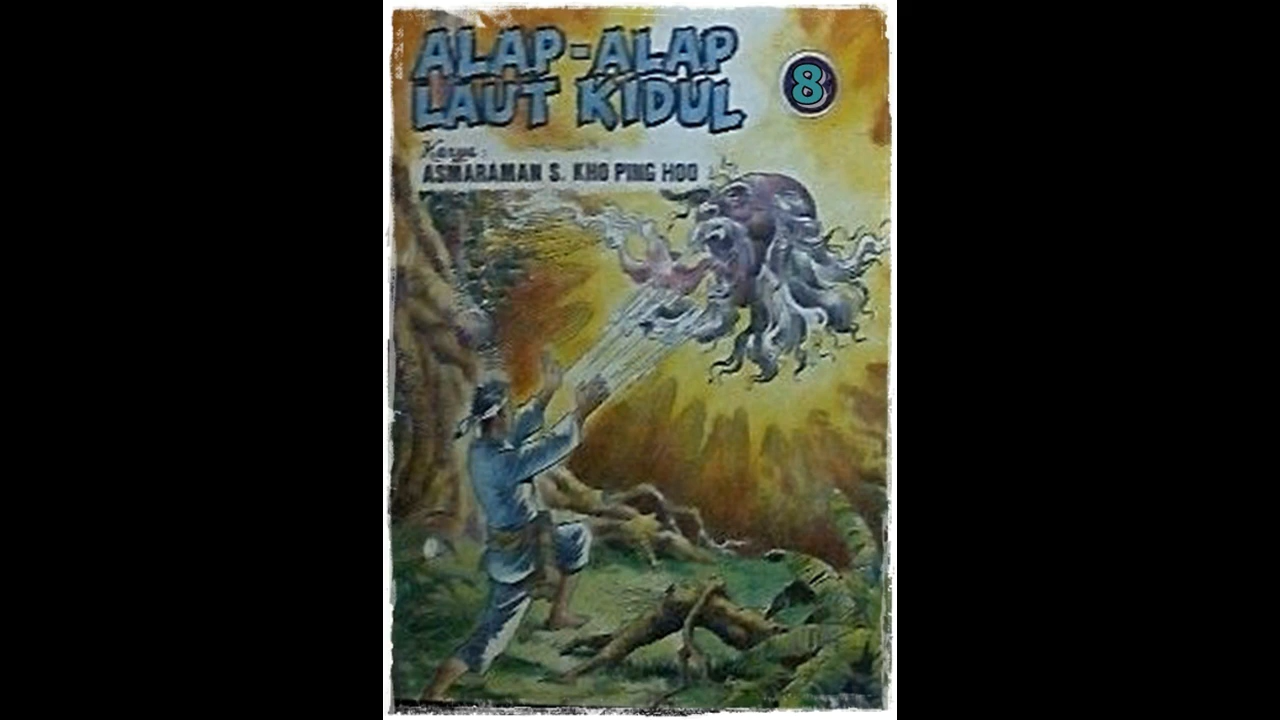 ALAP-ALAP
LAUT KIDUL
8
Karya :
ASMARAMAN S. KHO PING HOO